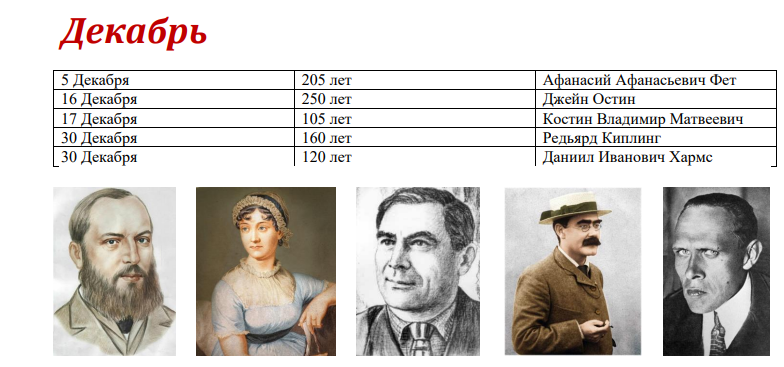 Декабрь
5 Декабря 205 лет Афанасий Афанасьевич Фет
16 Декабря 250 лет Джейн Остин
17 Декабря 105 лет Костин Владимир Матвеевич
30 Декабря 160 лет Редьярд Киплинг
30 Декабря 120 лет Даниил Иванович Хармс